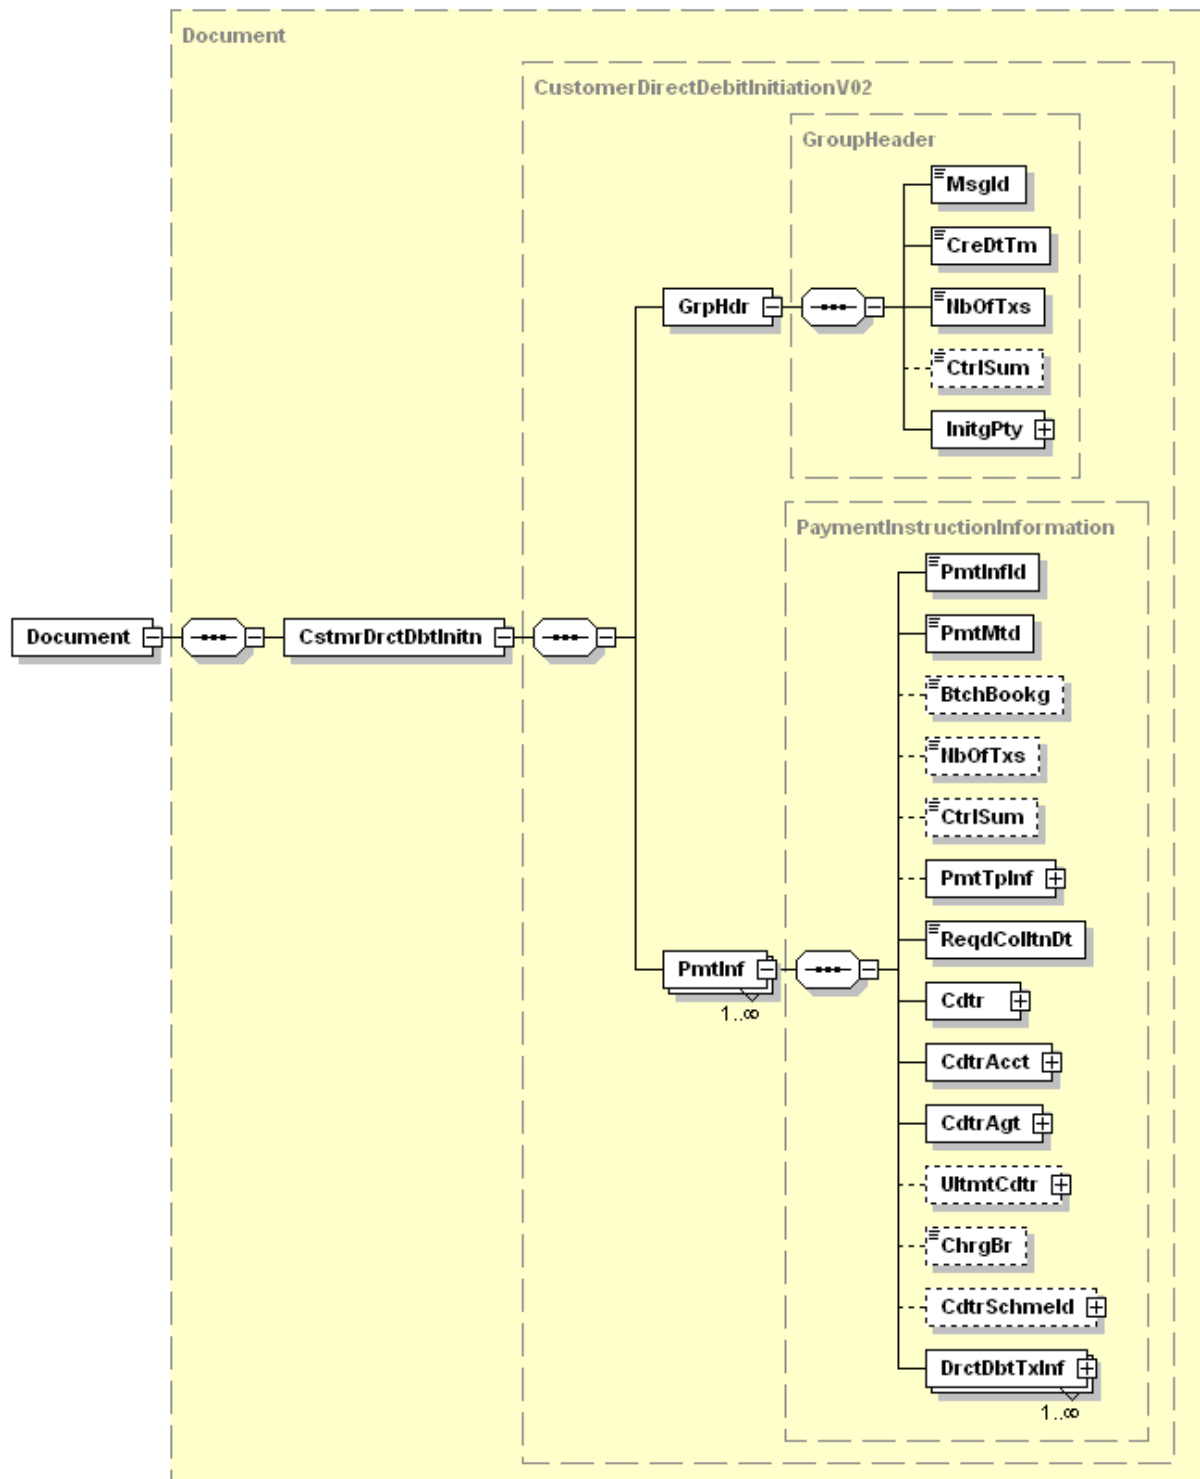 Document
CustomerDirectDebitInitiationV02
GroupHeader
MsgId
CreDtTm
GrpHdr
NbOfTxs
CtrlSum
InitgPty
PaymentInstructionInformation
PmtInfId
PmtMtd
Document
CstmrDrctDbtInitn
BtchBookg
NbOfTxs
CtrlSum
PmtTpInf
ReqdColltnDt
PmtInf
1..∞
Cdtr
CdtrAcct
CdtrAgt
UltmtCdtr
ChrgBr
CdtrSchmeId
DrctDbtTxInf
1..∞